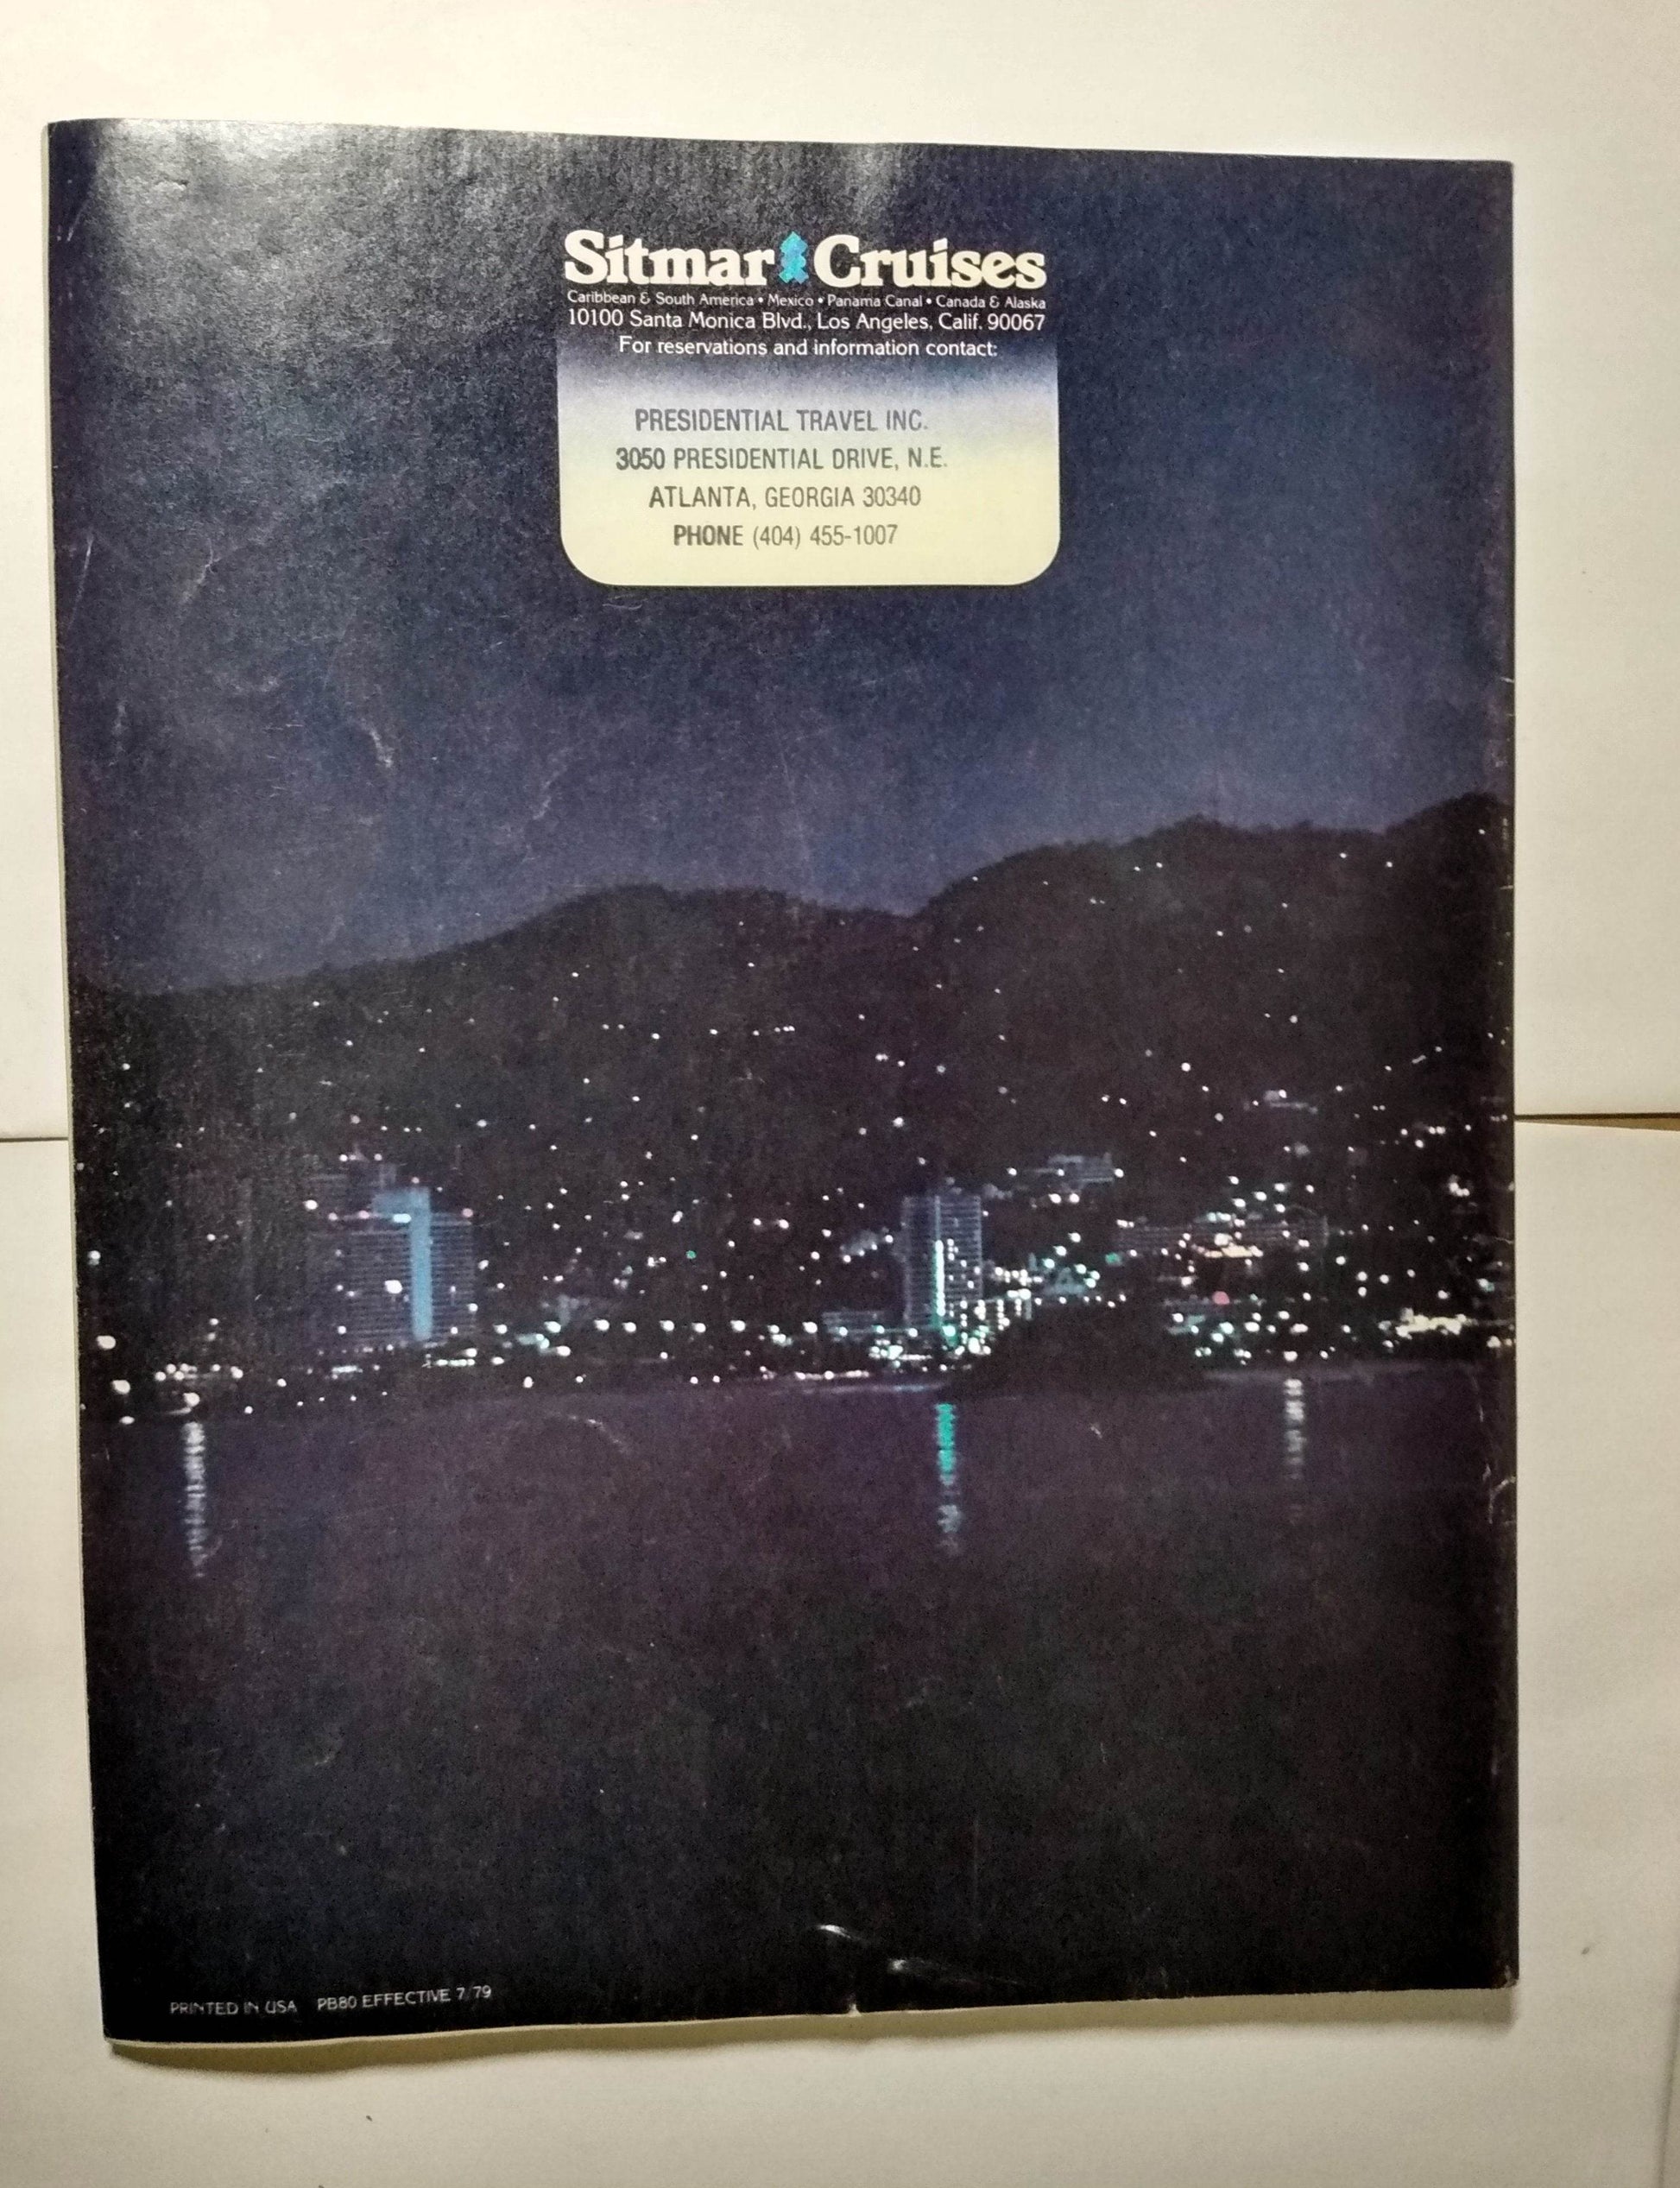 Sitmar Cruises
Caribbean & South America • Mexico • Panama Canal • Canada & Alaska
10100 Santa Monica Blvd., Los Angeles, Calif. 90067
For reservations and information contact:
PRESIDENTIAL TRAVEL INC.
3050 PRESIDENTIAL DRIVE, N.E.
ATLANTA, GEORGIA 30340
PHONE (404) 455-1007
PRINTED IN USA PB80 EFFECTIVE 7/79